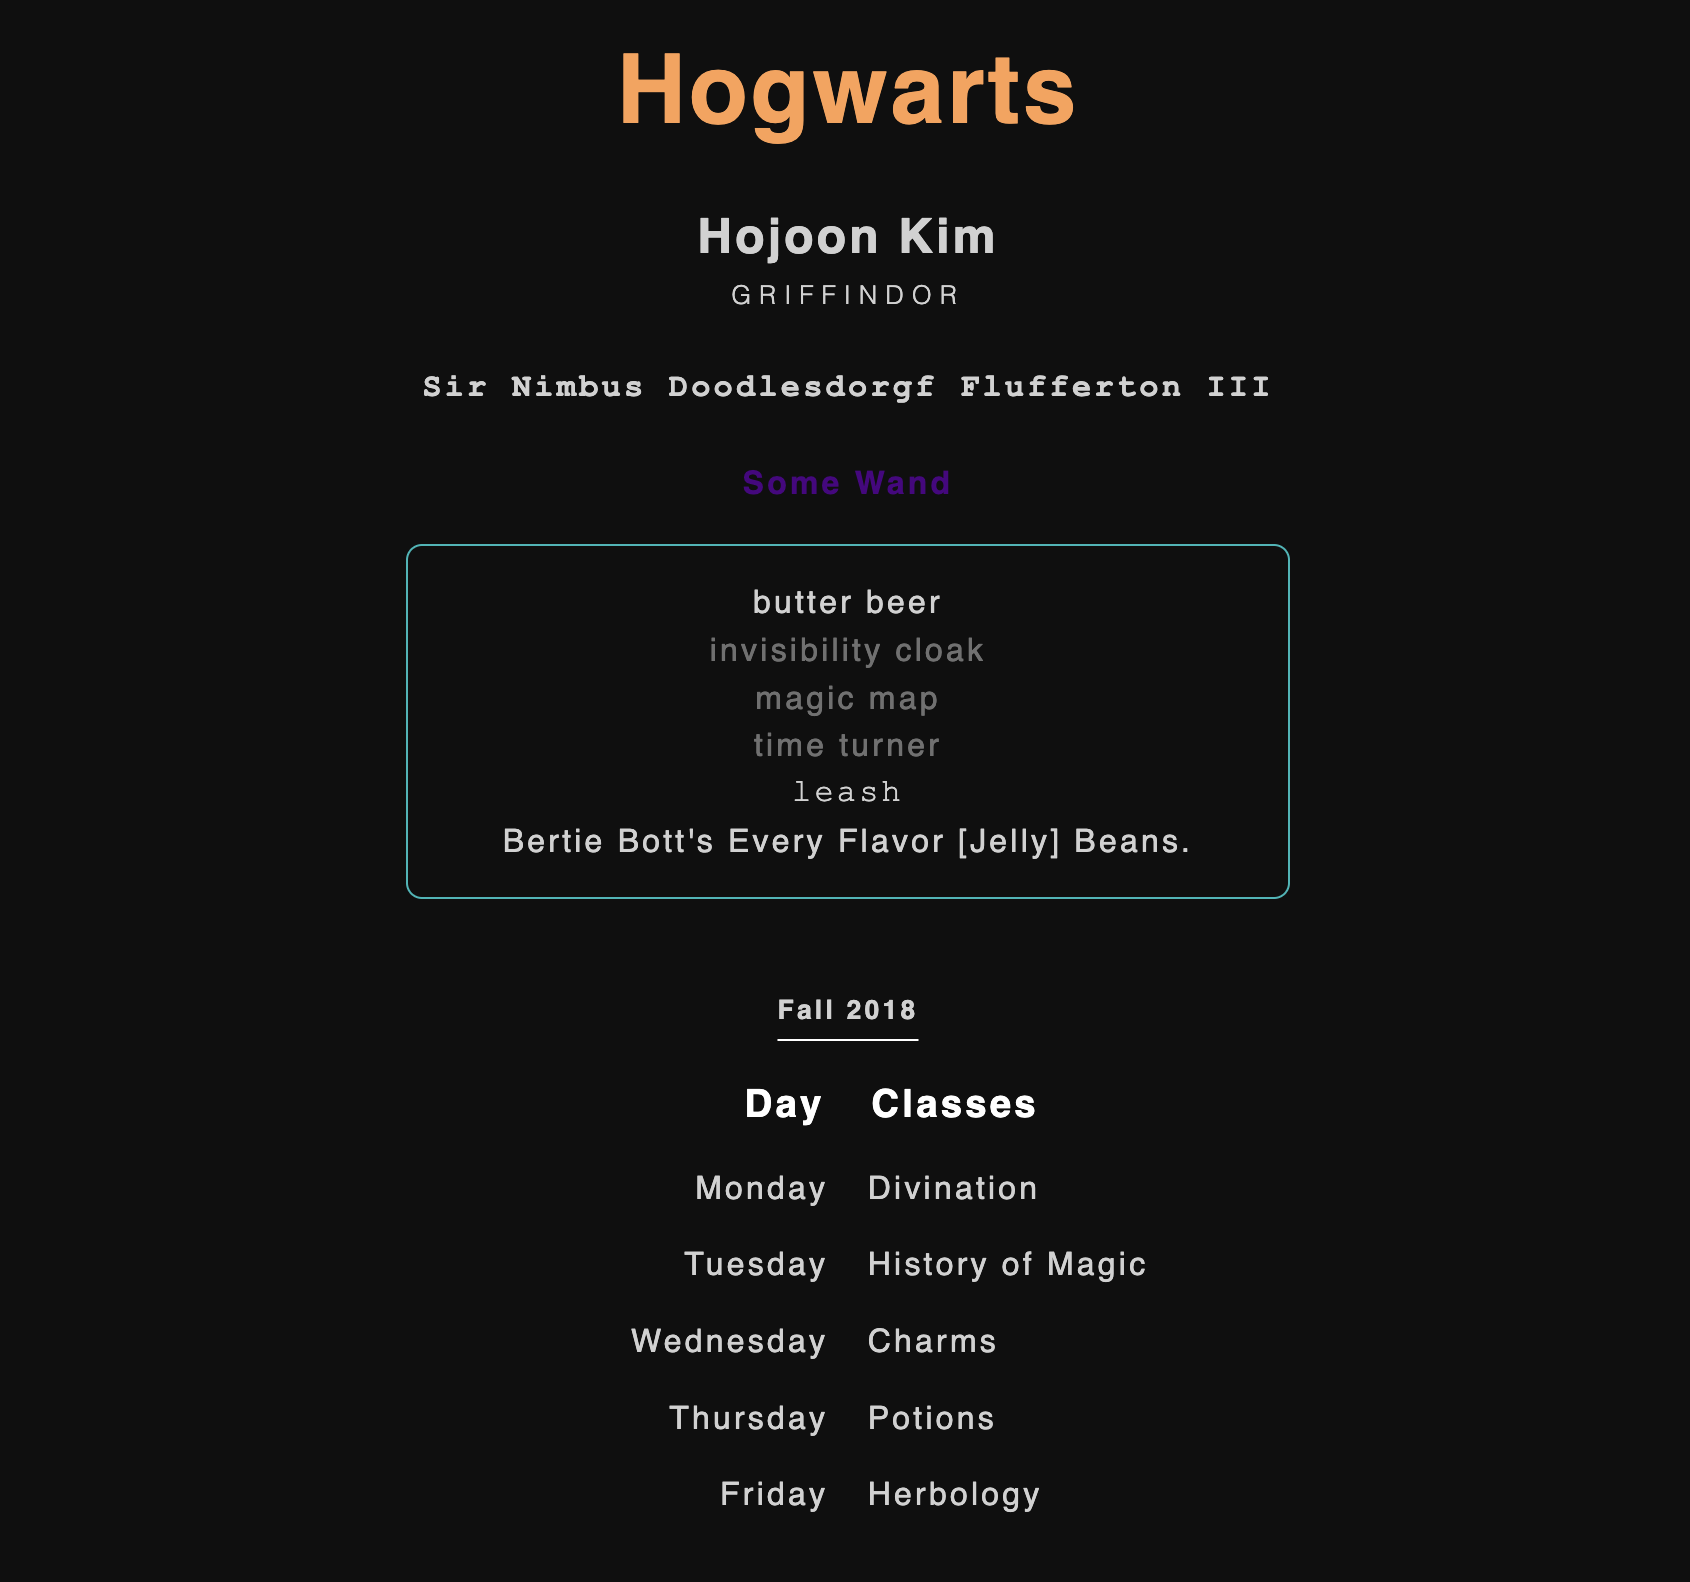 Hogwarts
Hojoon Kim
GRIFFINDOR
Sir Nimbus Doodlesdorgf Flufferton III
Some Wand
butter beer
invisibility cloak
magic map
time turner
leash
Bertie Bott's Every Flavor [Jelly] Beans.
Fall 2018
Day Classes
Monday Divination
Tuesday History of Magic
Wednesday Charms
Thursday Potions
Friday Herbology